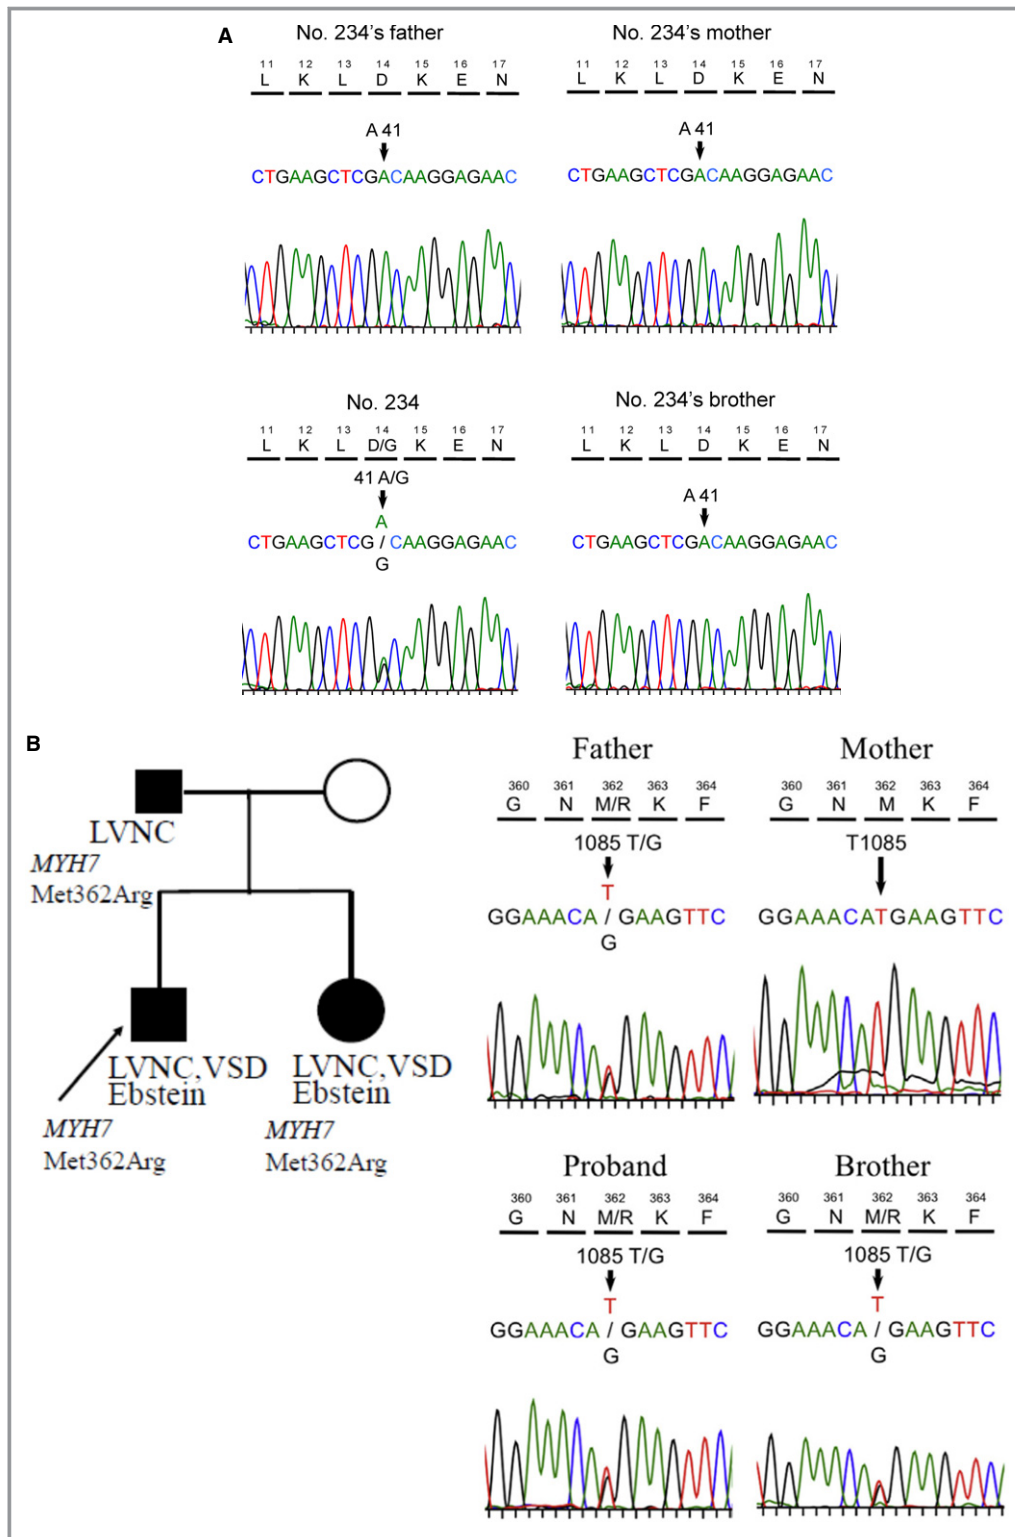 A
No. 234's father
11 12 13 14 15 16 17
L K L D K E N
A 41
CTGAAGCTCGACAAGGAGAAC
No. 234's mother
11 12 13 14 15 16 17
L K L D K E N
A 41
CTGAAGCTCGACAAGGAGAAC
No. 234
11 12 13 14 15 16 17
L K L D/G K E N
41 A/G
A
CTGAAGCTCG / CAAGGAGAAC
G
No. 234's brother
11 12 13 14 15 16 17
L K L D K E N
A 41
CTGAAGCTCGACAAGGAGAAC
B
LVNC
MYH7
Met362Arg
LVNC,VSD
Ebstein
MYH7
Met362Arg
LVNC,VSD
Ebstein
MYH7
Met362Arg
Father
360 361 362 363 364
G N M/R K F
1085 T/G
T
GGAAACA / GAAGTTC
G
Mother
360 361 362 363 364
G N M K F
T1085
GGAAACATGAAGTTC
Proband
360 361 362 363 364
G N M/R K F
1085 T/G
T
GGAAACA / GAAGTTC
G
Brother
360 361 362 363 364
G N M/R K F
1085 T/G
T
GGAAACA / GAAGTTC
G